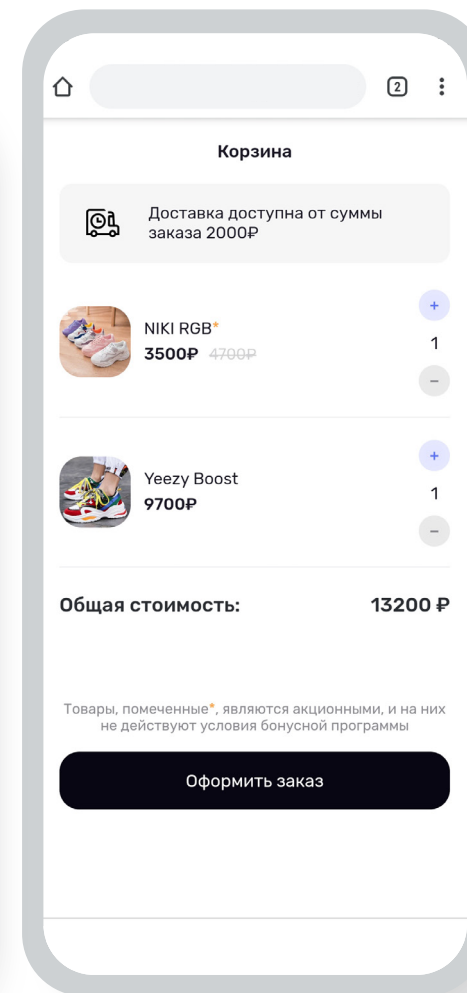 2
Корзина
Доставка доступна от суммы
заказа 2000₽
NIKI RGB*
3500₽ 4700₽
+
1
−
Yeezy Boost
9700₽
+
1
−
Общая стоимость: 13200 ₽
Товары, помеченные*, являются акционными, и на них
не действуют условия бонусной программы
Оформить заказ